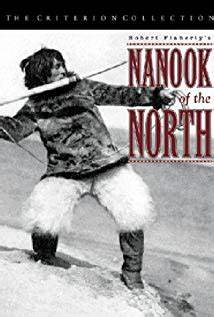 THE CRITERION COLLECTION
Robert Flaherty's
NANOOK
of the
NORTH